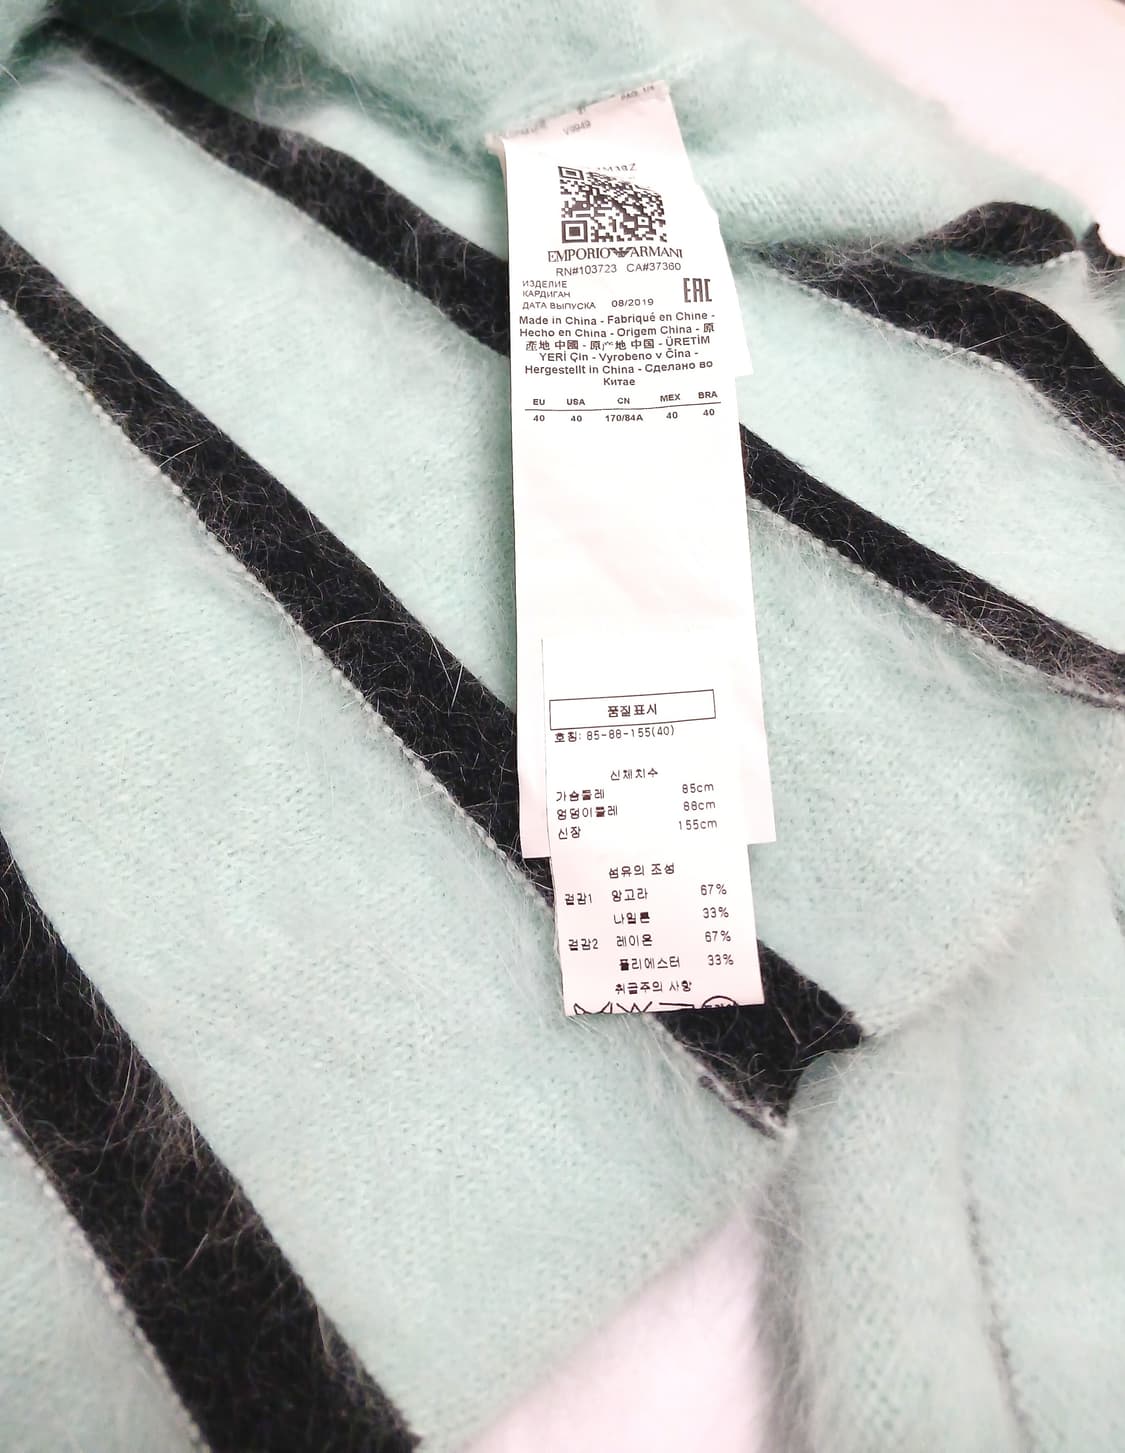 V9949
EMPORIO ARMANI
RN#103723 CA#37360
ИЗДЕЛИЕ
КАРДИГАН
ДАТА ВЫПУСКА 08/2019 EAC
Made in China - Fabriqué en Chine -
Hecho en China - Origem China - 原
產地 中國 - 原产地 中国 - ÜRETİM
YERİ Çin - Vyrobeno v Čína -
Hergestellt in China - Сделано во
Китае
EU USA CN MEX BRA
40 40 170/84A 40 40
품질표시
호칭: 85-88-155(40)
신체치수
가슴둘레 85cm
엉덩이둘레 88cm
신장 155cm
섬유의 조성
겉감1 앙고라 67%
나일론 33%
겉감2 레이온 67%
폴리에스터 33%
취급주의 사항